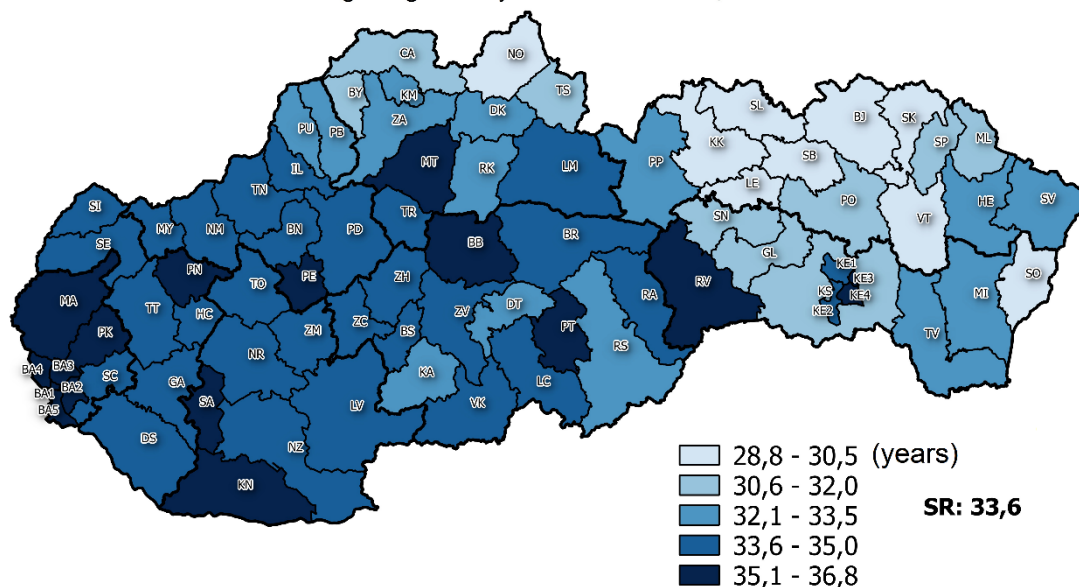 CA
NO
TS
BY
KM
DK
PU
PB
ZA
SL
BJ
SK
KK
SP
ML
PP
SB
MT
RK
LM
LE
PO
HE
SV
IL
TN
VT
SI
SE
MY
NM
BN
PD
TR
BB
BR
SN
GL
RV
KE1
KE3
KS
KE4
KE2
SO
MI
TV
PN
PE
TO
ZH
MA
TT
HC
ZM
ZC
BS
ZV
DT
RA
PT
RS
PK
NR
BA4
BA3
BA2
SC
GA
KA
LC
BA1
BA5
SA
LV
VK
DS
NZ
KN
28,8 - 30,5 (years)
30,6 - 32,0
32,1 - 33,5
SR: 33,6
33,6 - 35,0
35,1 - 36,8